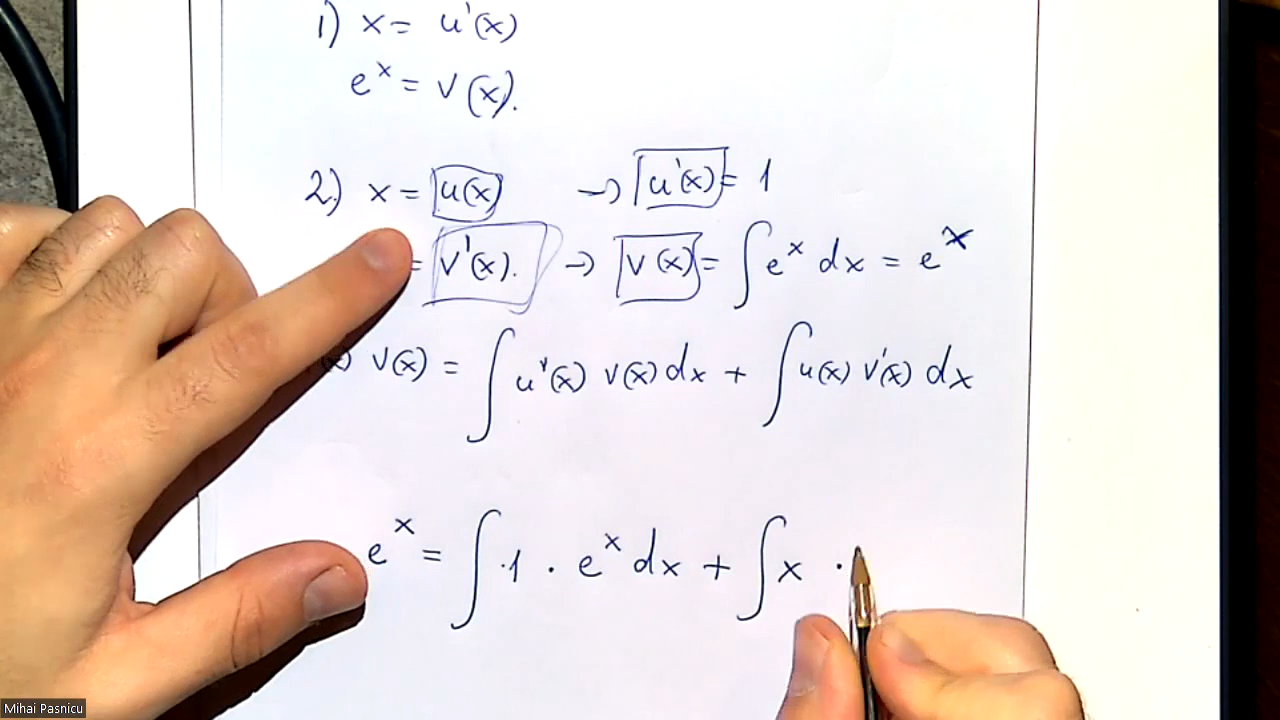 1) x = u'(x)
e^x = v(x).
2.) x = u(x) → u'(x) = 1
= v'(x). → v(x) = ∫ e^x dx = e^x
v(x) = ∫ u'(x) v(x) dx + ∫ u(x) v'(x) dx
e^x = ∫ 1 · e^x dx + ∫ x ·
Mihai Pasnicu